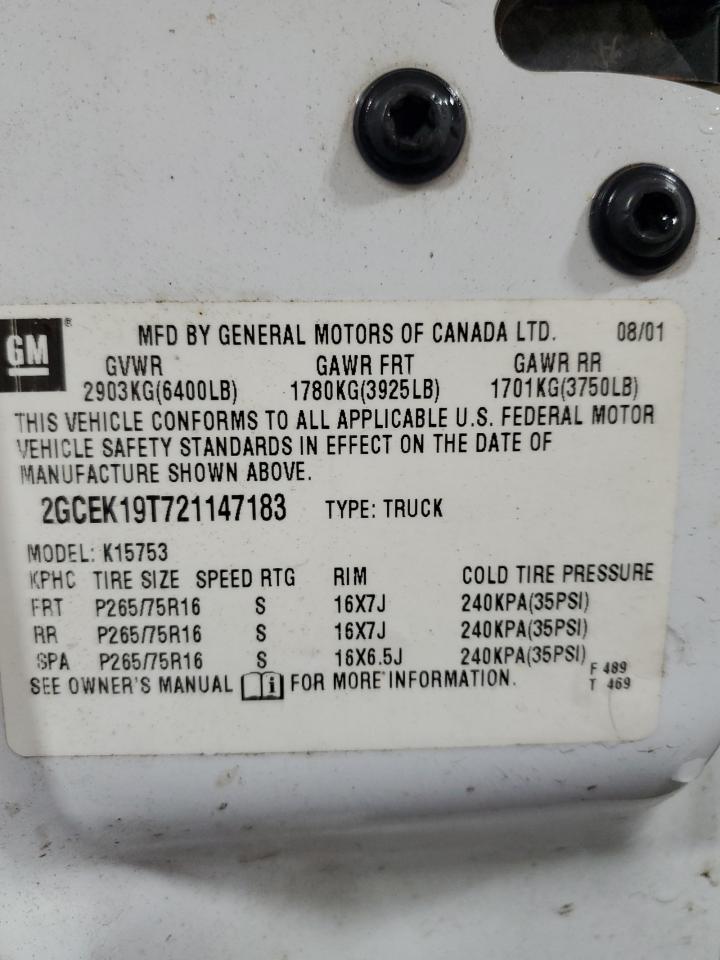 GM ®
MFD BY GENERAL MOTORS OF CANADA LTD. 08/01
GVWR GAWR FRT GAWR RR
2903KG(6400LB) 1780KG(3925LB) 1701KG(3750LB)
THIS VEHICLE CONFORMS TO ALL APPLICABLE U.S. FEDERAL MOTOR
VEHICLE SAFETY STANDARDS IN EFFECT ON THE DATE OF
MANUFACTURE SHOWN ABOVE.
2GCEK19T721147183 TYPE: TRUCK
MODEL: K15753
KPHC TIRE SIZE SPEED RTG RIM COLD TIRE PRESSURE
FRT P265/75R16 S 16X7J 240KPA(35PSI)
RR P265/75R16 S 16X7J 240KPA(35PSI)
SPA P265/75R16 S 16X6.5J 240KPA(35PSI)
SEE OWNER'S MANUAL i FOR MORE INFORMATION.
F 489
T 469